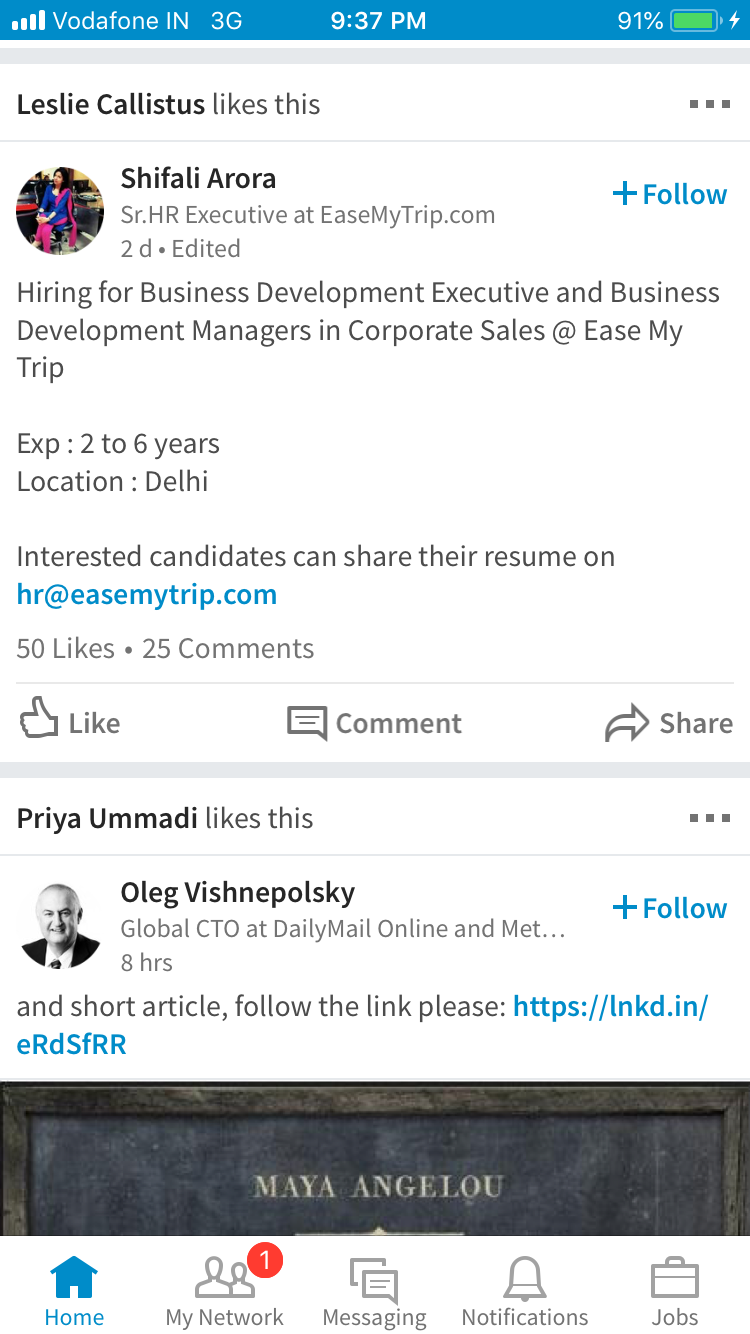 Vodafone IN 3G 9:37 PM 91%
Leslie Callistus likes this
Shifali Arora
+ Follow
Sr.HR Executive at EaseMyTrip.com
2 d • Edited
Hiring for Business Development Executive and Business
Development Managers in Corporate Sales @ Ease My
Trip
Exp : 2 to 6 years
Location : Delhi
Interested candidates can share their resume on
hr@easemytrip.com
50 Likes • 25 Comments
Like Comment Share
Priya Ummadi likes this
Oleg Vishnepolsky
+ Follow
Global CTO at DailyMail Online and Met...
8 hrs
and short article, follow the link please: https://lnkd.in/
eRdSfRR
MAYA ANGELOU
1
Home My Network Messaging Notifications Jobs